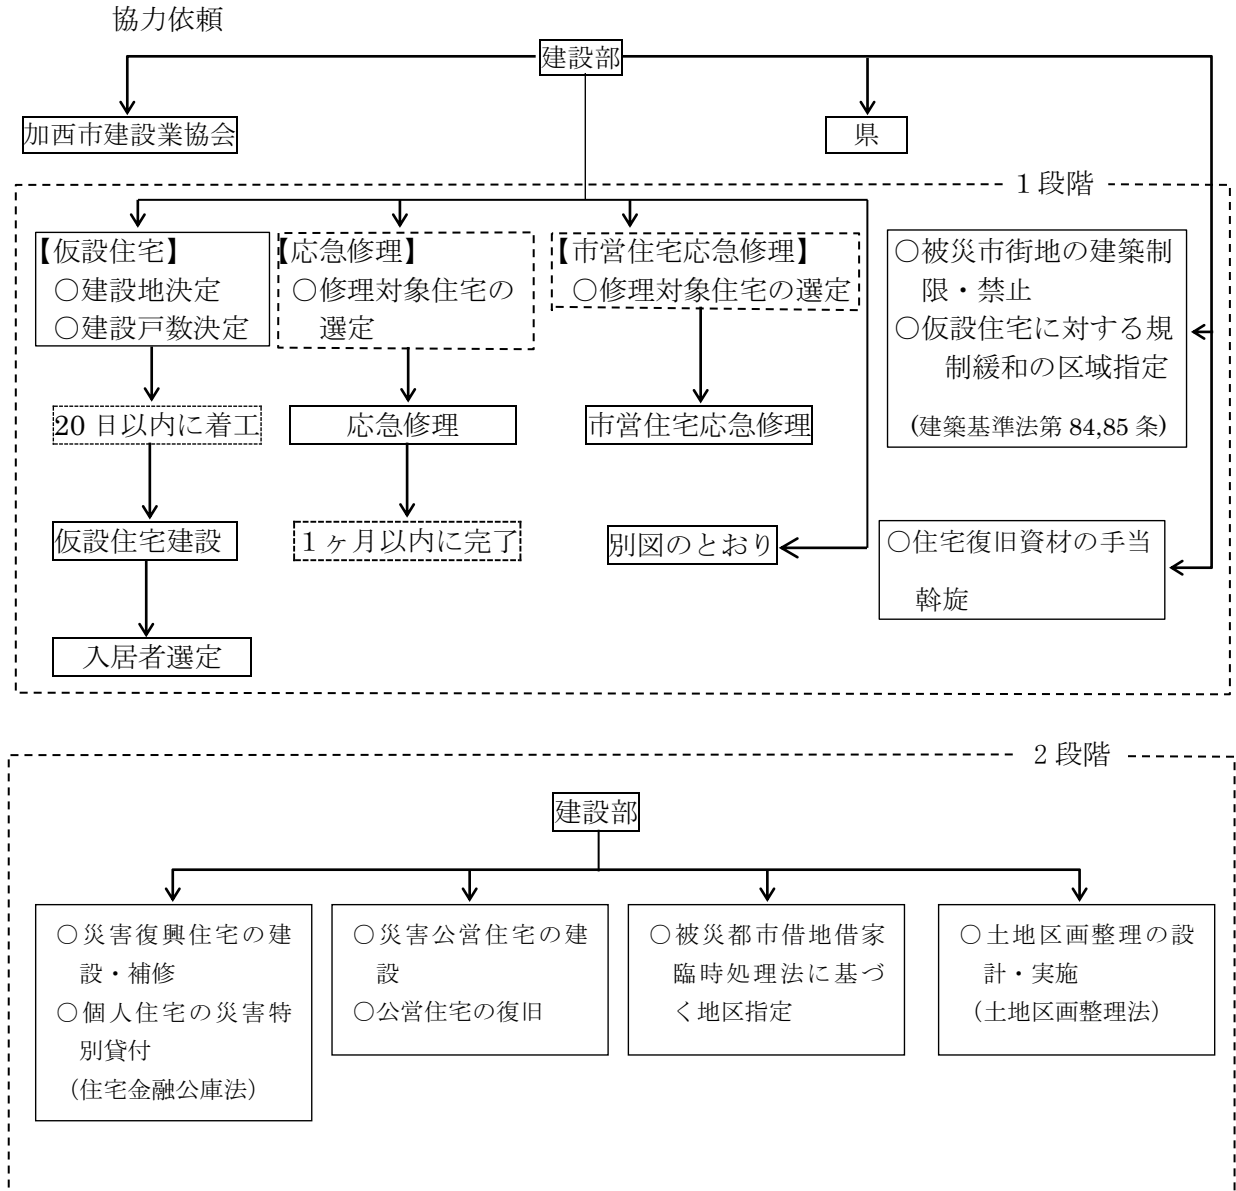 協力依頼
建設部
加西市建設業協会
県
1段階
【仮設住宅】
○建設地決定
○建設戸数決定
【応急修理】
○修理対象住宅の
選定
【市営住宅応急修理】
○修理対象住宅の選定
○被災市街地の建築制
限・禁止
○仮設住宅に対する規
制緩和の区域指定
(建築基準法第84,85条)
20日以内に着工
応急修理
市営住宅応急修理
仮設住宅建設
1ヶ月以内に完了
別図のとおり
○住宅復旧資材の手当
斡旋
入居者選定
2段階
建設部
○災害復興住宅の建
設・補修
○個人住宅の災害特
別貸付
(住宅金融公庫法)
○災害公営住宅の建
設
○公営住宅の復旧
○被災都市借地借家
臨時処理法に基づ
く地区指定
○土地区画整理の設
計・実施
(土地区画整理法)